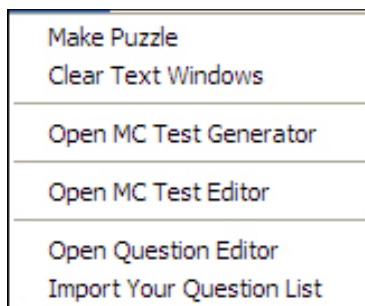 Make Puzzle
Clear Text Windows
Open MC Test Generator
Open MC Test Editor
Open Question Editor
Import Your Question List